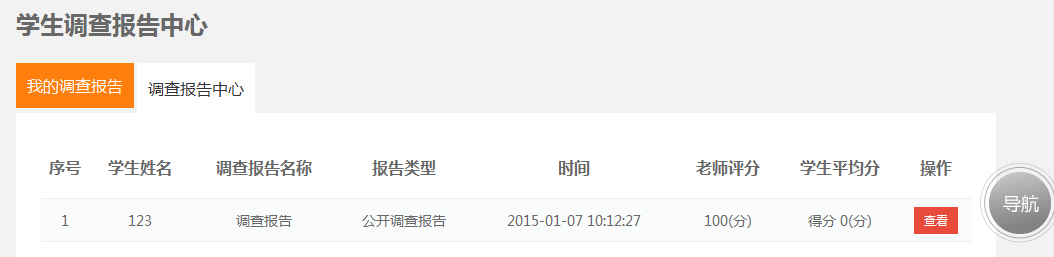 学生调查报告中心
我的调查报告 调查报告中心
序号 学生姓名 调查报告名称 报告类型 时间 老师评分 学生平均分 操作
1 123 调查报告 公开调查报告 2015-01-07 10:12:27 100(分) 得分 0(分) 查看
导航